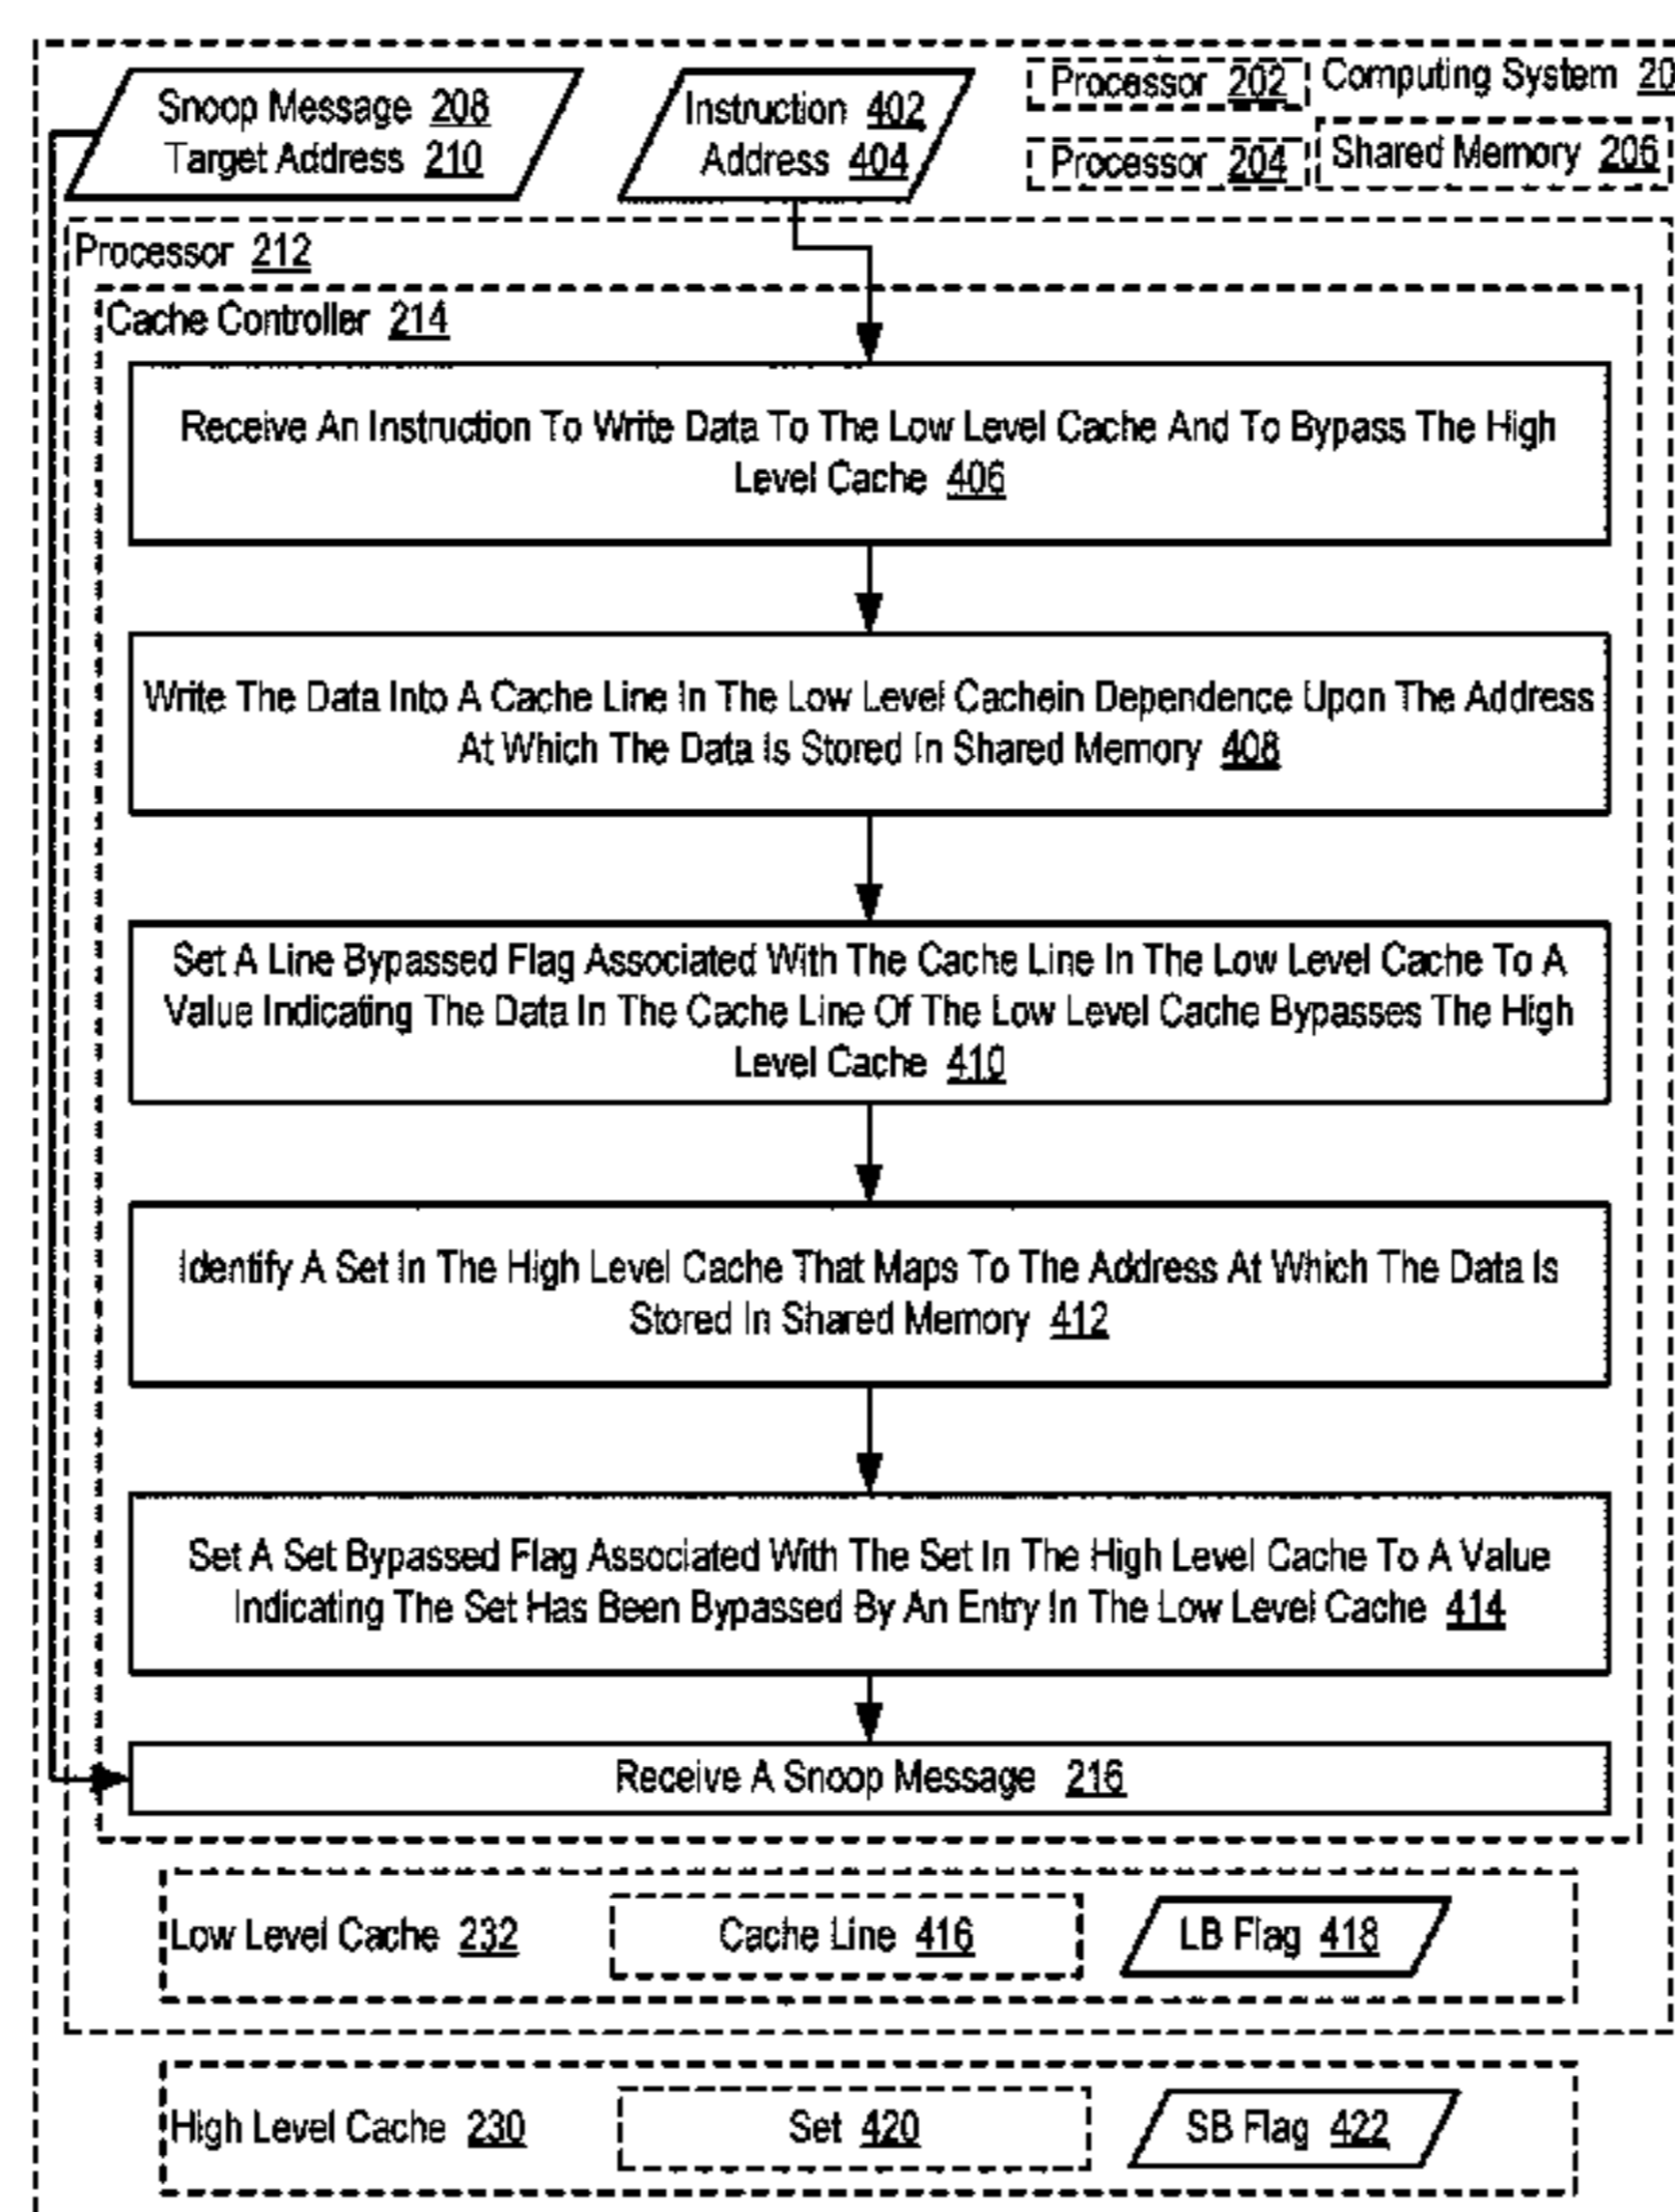 Snoop Message 208
Target Address 210
Instruction 402
Address 404
Processor 202
Computing System 20
Processor 204
Shared Memory 206
Processor 212
Cache Controller 214
Receive An Instruction To Write Data To The Low Level Cache And To Bypass The High
Level Cache 406
Write The Data Into A Cache Line In The Low Level Cachein Dependence Upon The Address
At Which The Data Is Stored In Shared Memory 408
Set A Line Bypassed Flag Associated With The Cache Line In The Low Level Cache To A
Value Indicating The Data In The Cache Line Of The Low Level Cache Bypasses The High
Level Cache 410
Identify A Set In The High Level Cache That Maps To The Address At Which The Data Is
Stored In Shared Memory 412
Set A Set Bypassed Flag Associated With The Set In The High Level Cache To A Value
Indicating The Set Has Been Bypassed By An Entry In The Low Level Cache 414
Receive A Snoop Message 216
Low Level Cache 232
Cache Line 416
LB Flag 418
High Level Cache 230
Set 420
SB Flag 422